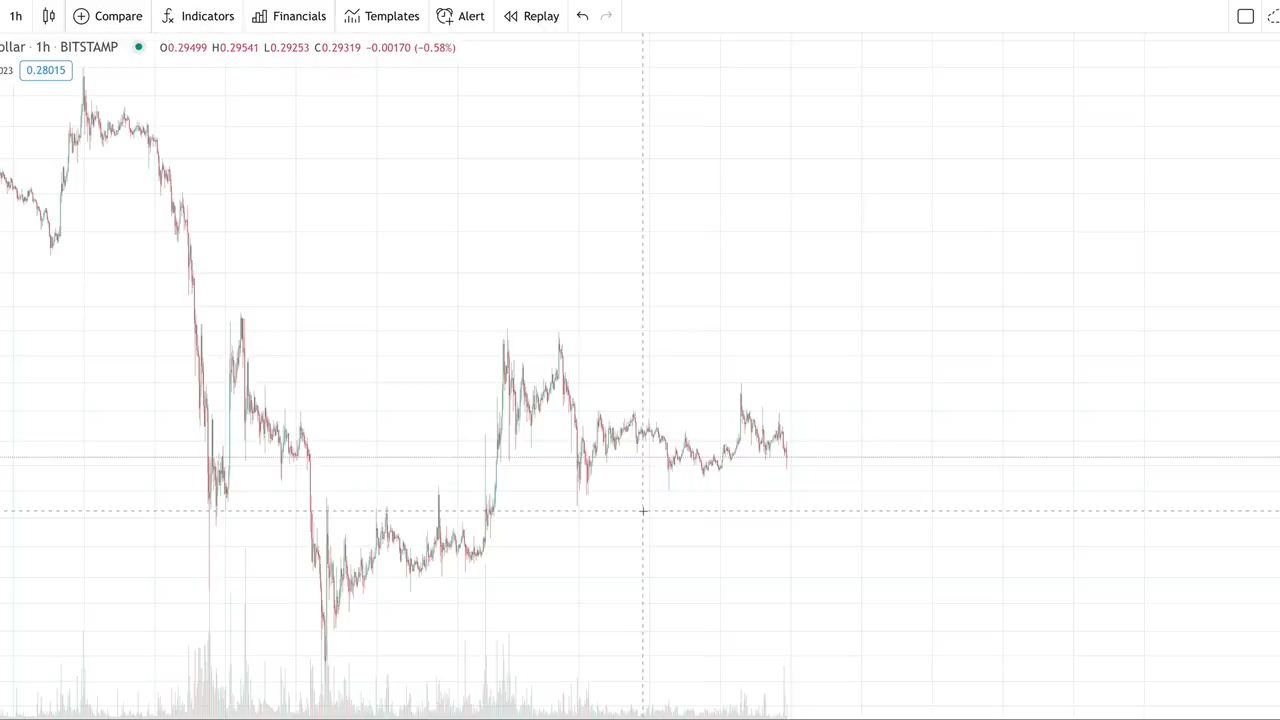 1h Compare Indicators Financials Templates Alert Replay
ollar · 1h · BITSTAMP O0.29499 H0.29541 L0.29253 C0.29319 −0.00170 (−0.58%)
023 0.28015